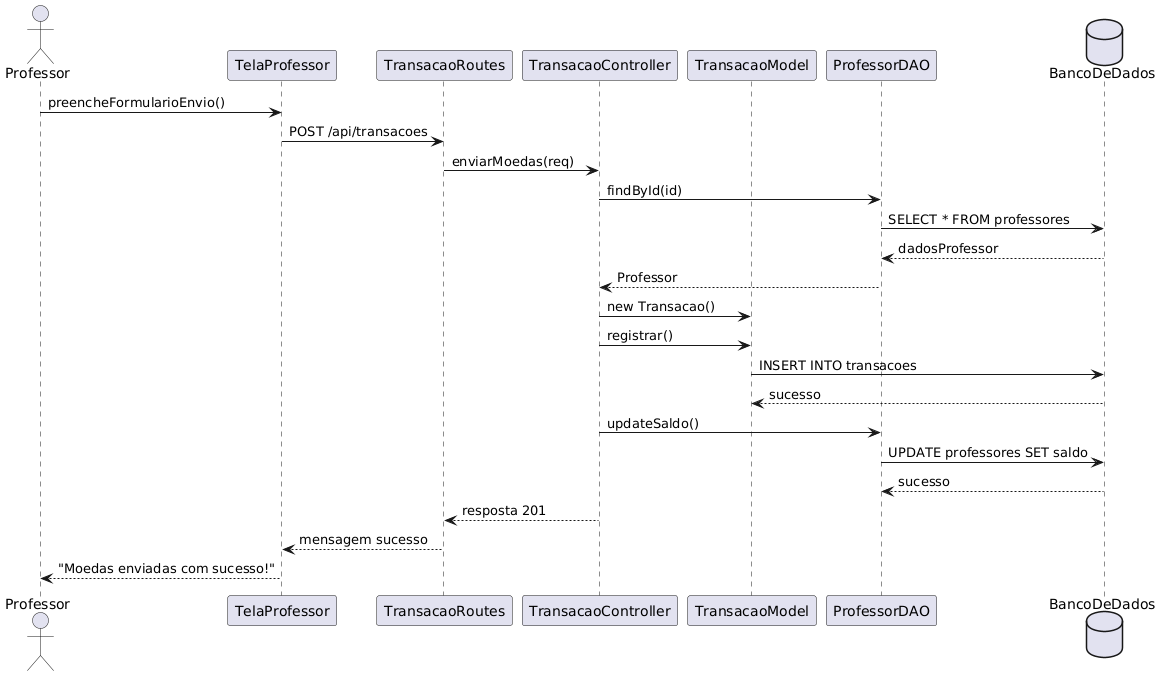 Professor
TelaProfessor
TransacaoRoutes
TransacaoController
TransacaoModel
ProfessorDAO
BancoDeDados
preencheFormularioEnvio()
POST /api/transacoes
enviarMoedas(req)
findById(id)
SELECT * FROM professores
dadosProfessor
Professor
new Transacao()
registrar()
INSERT INTO transacoes
sucesso
updateSaldo()
UPDATE professores SET saldo
sucesso
resposta 201
mensagem sucesso
"Moedas enviadas com sucesso!"
Professor
TelaProfessor
TransacaoRoutes
TransacaoController
TransacaoModel
ProfessorDAO
BancoDeDados